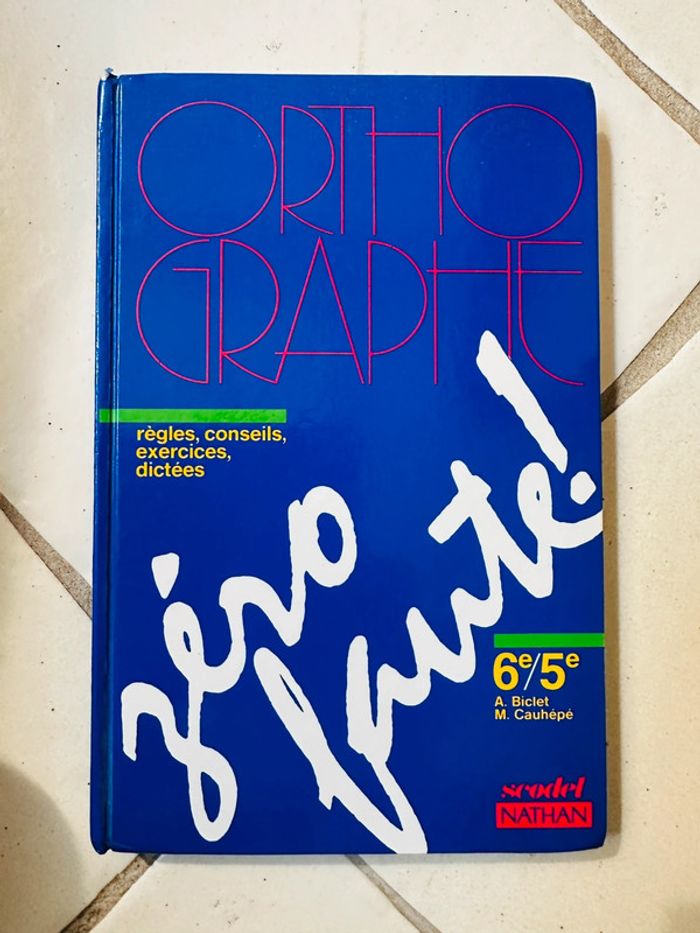 ORTHO
GRAPHE
règles, conseils,
exercices,
dictées
zéro
faute!
6e/5e
A. Biclet
M. Cauhépé
scodel
NATHAN